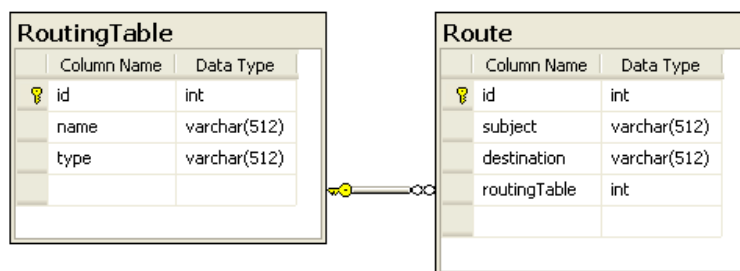 RoutingTable
Column Name Data Type
id int
name varchar(512)
type varchar(512)
Route
Column Name Data Type
id int
subject varchar(512)
destination varchar(512)
routingTable int